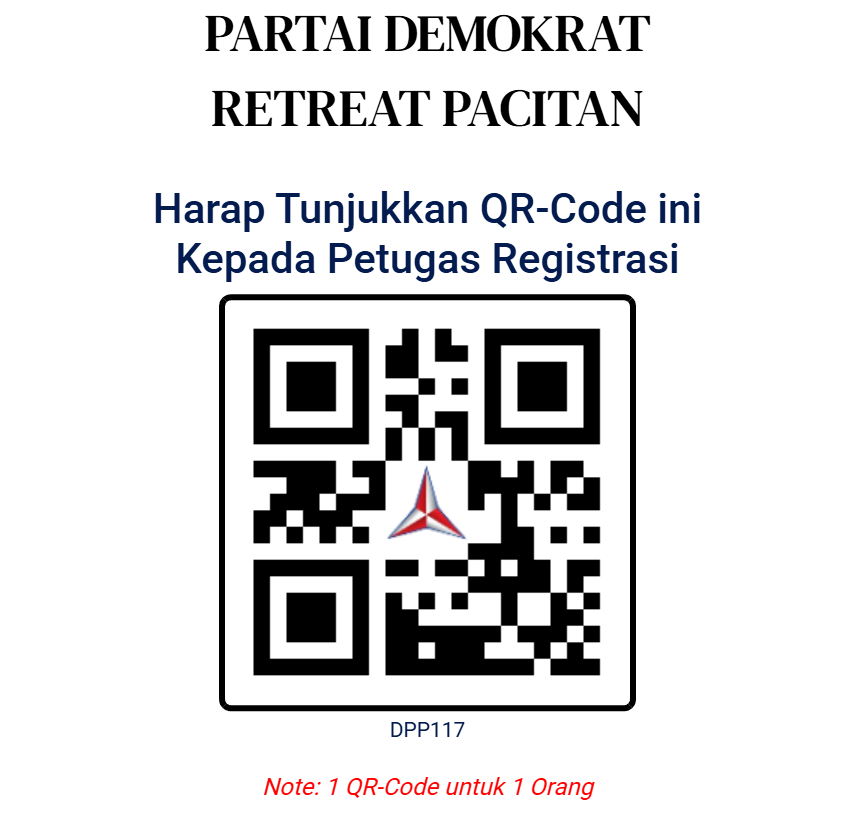 PARTAI DEMOKRAT
RETREAT PACITAN
Harap Tunjukkan QR-Code ini
Kepada Petugas Registrasi
DPP117
Note: 1 QR-Code untuk 1 Orang